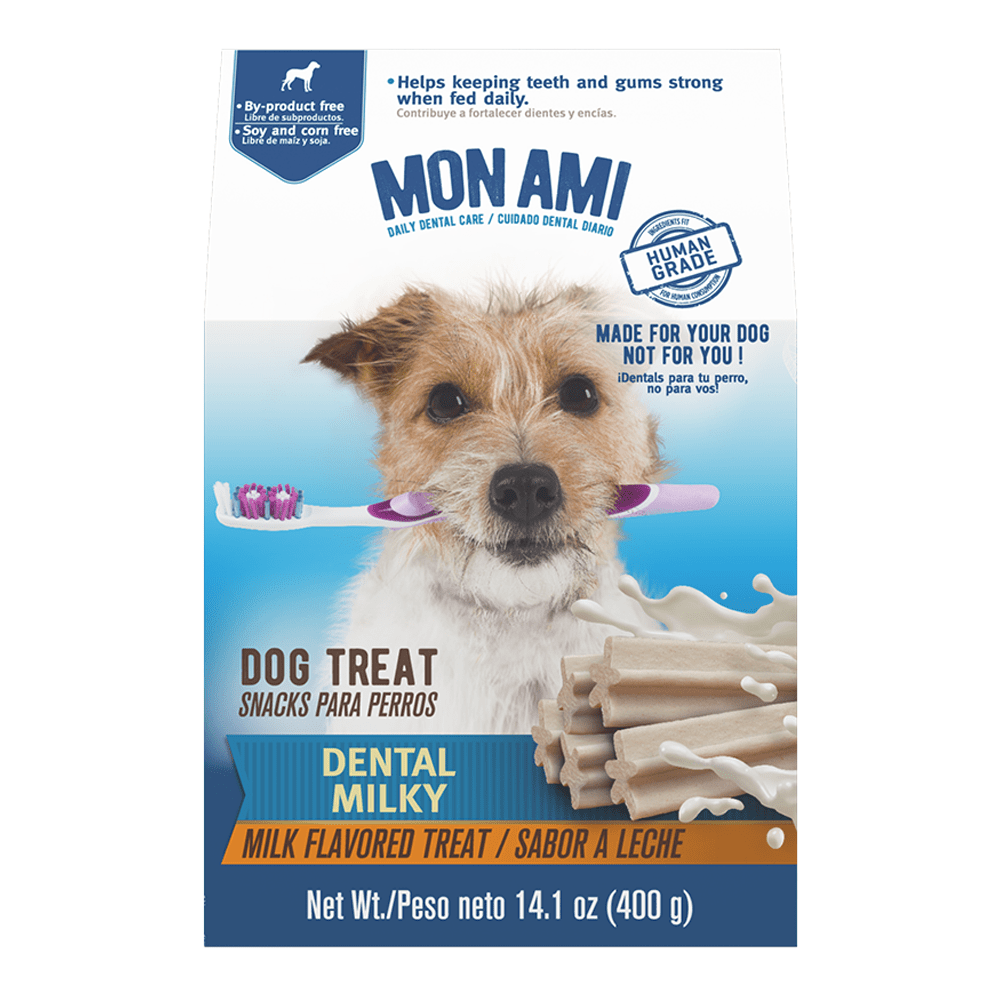 • By-product free
Libre de subproductos.
• Soy and corn free
Libre de maíz y soja.
• Helps keeping teeth and gums strong
when fed daily.
Contribuye a fortalecer dientes y encías.
MON AMI
DAILY DENTAL CARE / CUIDADO DENTAL DIARIO
INGREDIENTS FIT
HUMAN
GRADE
FOR HUMAN CONSUMPTION
MADE FOR YOUR DOG
NOT FOR YOU !
¡Dentals para tu perro,
no para vos!
DOG TREAT
SNACKS PARA PERROS
DENTAL
MILKY
MILK FLAVORED TREAT / SABOR A LECHE
Net Wt./Peso neto 14.1 oz (400 g)